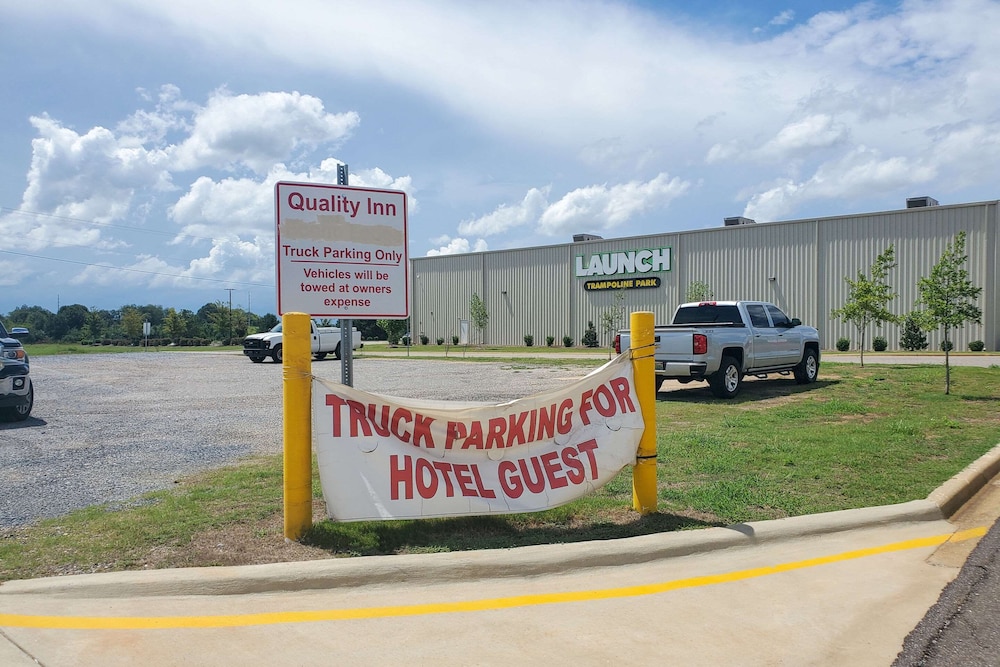 Quality Inn
Truck Parking Only
Vehicles will be
towed at owners
expense
LAUNCH
TRAMPOLINE PARK
TRUCK PARKING FOR
HOTEL GUEST